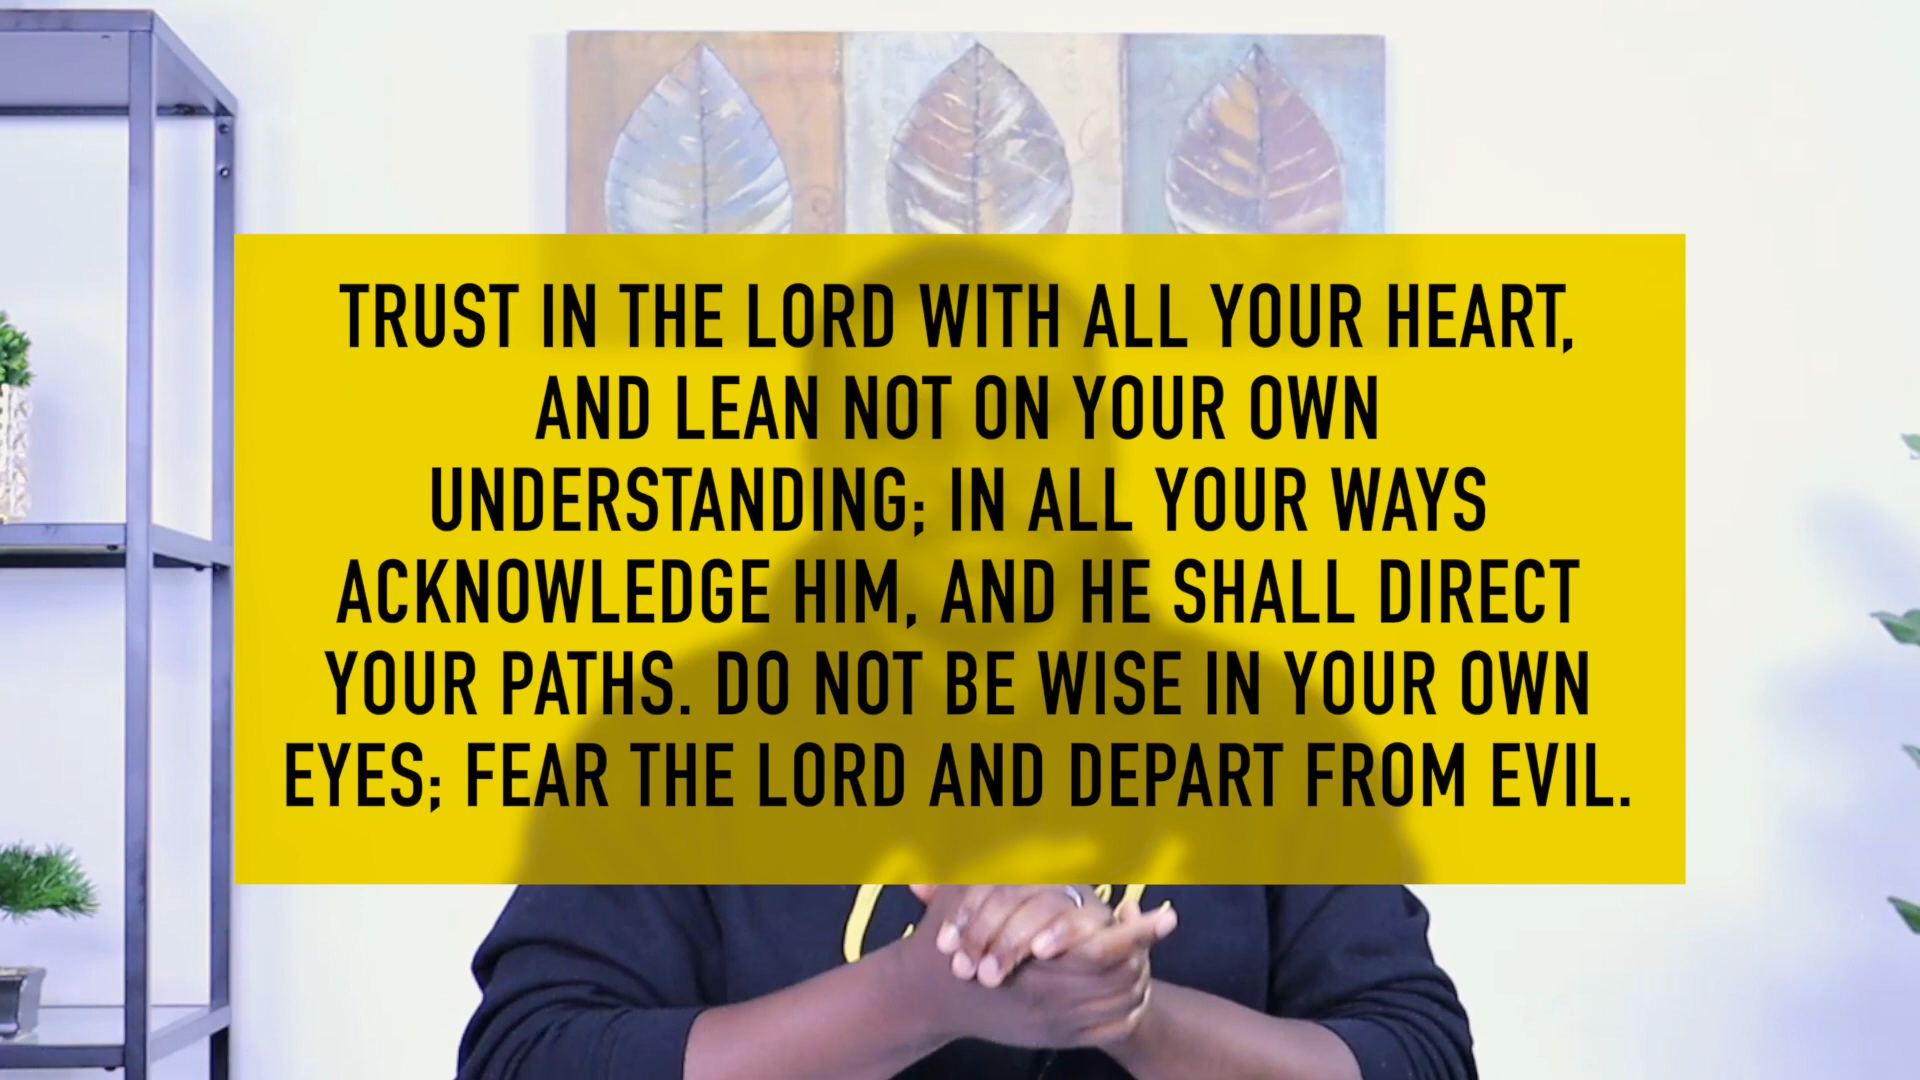 TRUST IN THE LORD WITH ALL YOUR HEART,
AND LEAN NOT ON YOUR OWN
UNDERSTANDING; IN ALL YOUR WAYS
ACKNOWLEDGE HIM, AND HE SHALL DIRECT
YOUR PATHS. DO NOT BE WISE IN YOUR OWN
EYES; FEAR THE LORD AND DEPART FROM EVIL.